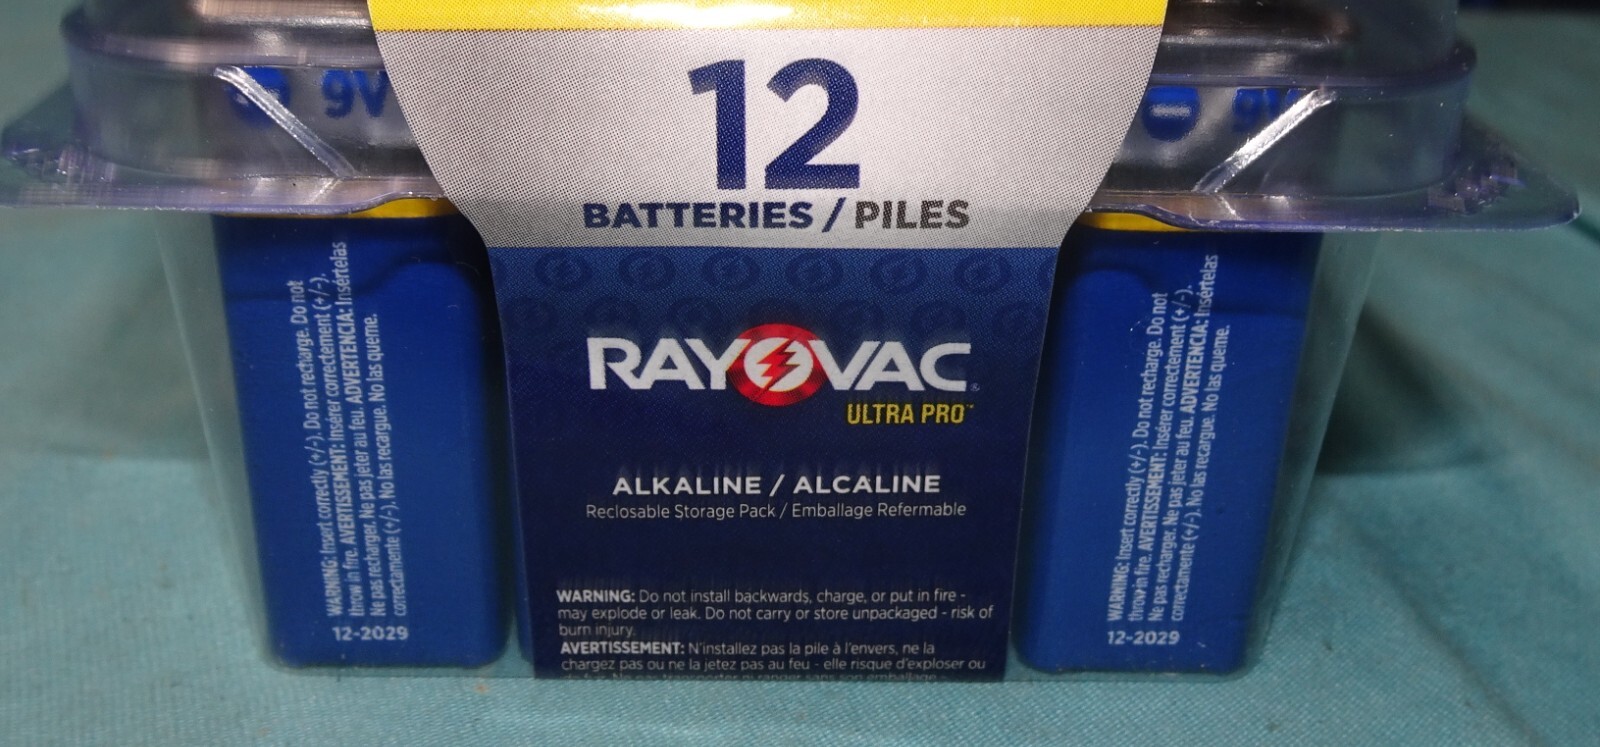 9V
9V
12
BATTERIES / PILES
RAYOVAC®
ULTRA PRO™
ALKALINE / ALCALINE
Reclosable Storage Pack / Emballage Refermable
WARNING: Do not install backwards, charge, or put in fire -
may explode or leak. Do not carry or store unpackaged - risk of
burn injury.
AVERTISSEMENT: N'installez pas la pile à l'envers, ne la
chargez pas ou ne la jetez pas au feu - elle risque d'exploser ou
WARNING: Insert correctly (+/-). Do not recharge. Do not
throw in fire. AVERTISSEMENT: Insérer correctement (+/-).
Ne pas recharger. Ne pas jeter au feu. ADVERTENCIA: Insértelas
correctamente (+/-). No las recargue. No las queme.
12-2029
WARNING: Insert correctly (+/-). Do not recharge. Do not
throw in fire. AVERTISSEMENT: Insérer correctement (+/-).
Ne pas recharger. Ne pas jeter au feu. ADVERTENCIA: Insértelas
correctamente (+/-). No las recargue. No las queme.
12-2029